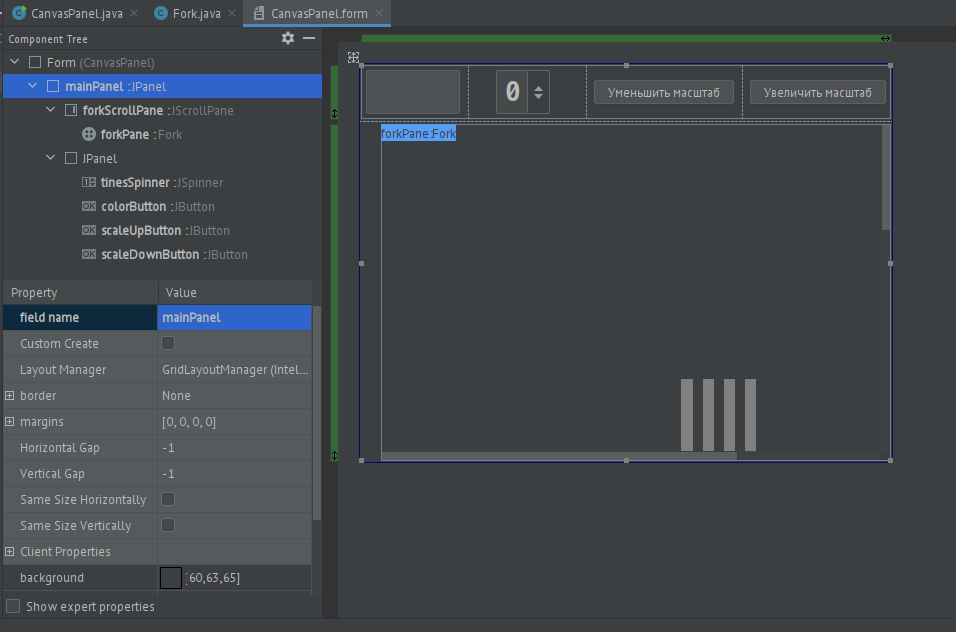 CanvasPanel.java
Fork.java
CanvasPanel.form
Component Tree
Form (CanvasPanel)
mainPanel : JPanel
forkScrollPane : JScrollPane
forkPane : Fork
JPanel
tinesSpinner : JSpinner
colorButton : JButton
scaleUpButton : JButton
scaleDownButton : JButton
0
Уменьшить масштаб
Увеличить масштаб
forkPane:Fork
Property Value
field name mainPanel
Custom Create
Layout Manager GridLayoutManager (Intel...
border None
margins [0, 0, 0, 0]
Horizontal Gap -1
Vertical Gap -1
Same Size Horizontally
Same Size Vertically
Client Properties
background [60,63,65]
Show expert properties